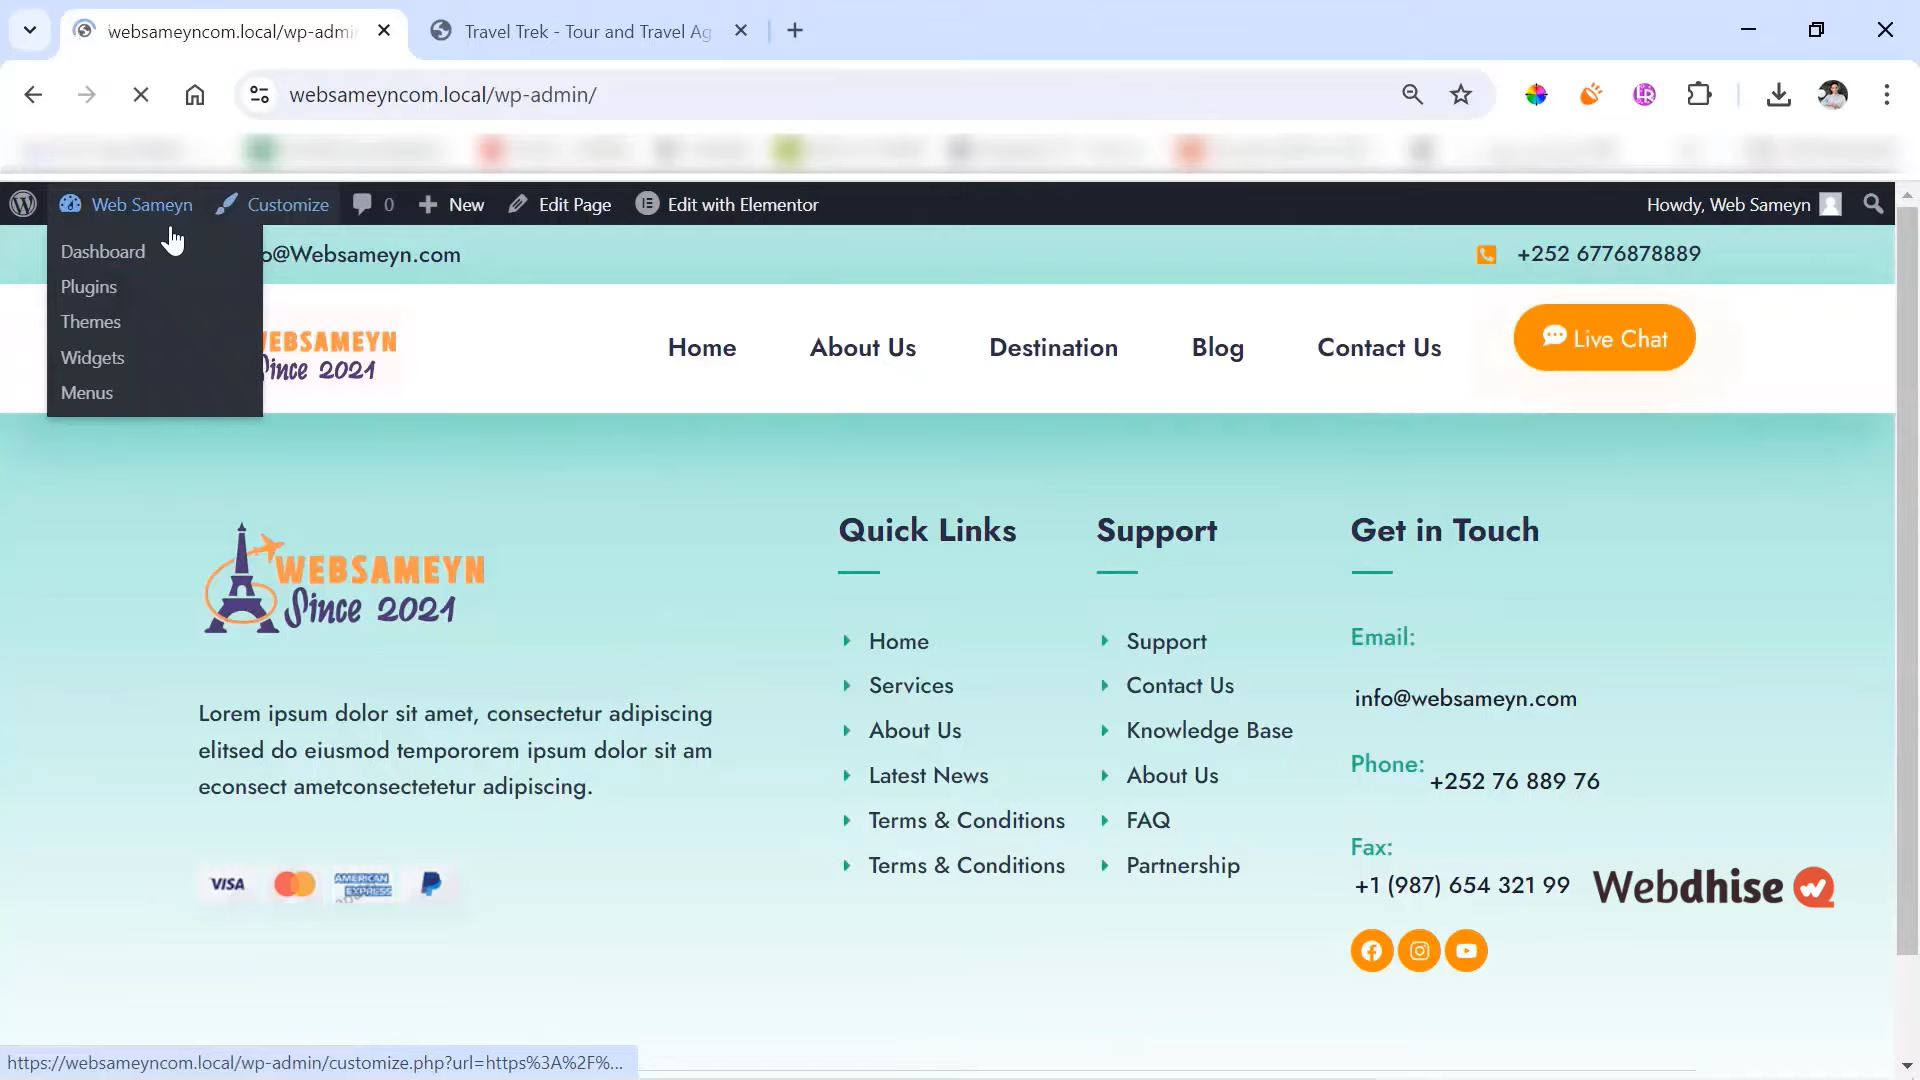 websameyncom.local/wp-admi
Travel Trek - Tour and Travel Ag
websameyncom.local/wp-admin/
Web Sameyn
Customize
0
New
Edit Page
Edit with Elementor
Howdy, Web Sameyn
Dashboard
Plugins
Themes
Widgets
Menus
o@Websameyn.com
+252 6776878889
EBSAMEYN
Since 2021
Home
About Us
Destination
Blog
Contact Us
Live Chat
WEBSAMEYN
Since 2021
Lorem ipsum dolor sit amet, consectetur adipiscing
elitsed do eiusmod tempororem ipsum dolor sit am
econsect ametconsectetetur adipiscing.
VISA
AMERICAN
EXPRESS
Quick Links
Home
Services
About Us
Latest News
Terms & Conditions
Terms & Conditions
Support
Support
Contact Us
Knowledge Base
About Us
FAQ
Partnership
Get in Touch
Email:
info@websameyn.com
Phone:
+252 76 889 76
Fax:
+1 (987) 654 321 99
Webdhise
https://websameyncom.local/wp-admin/customize.php?url=https%3A%2F%...